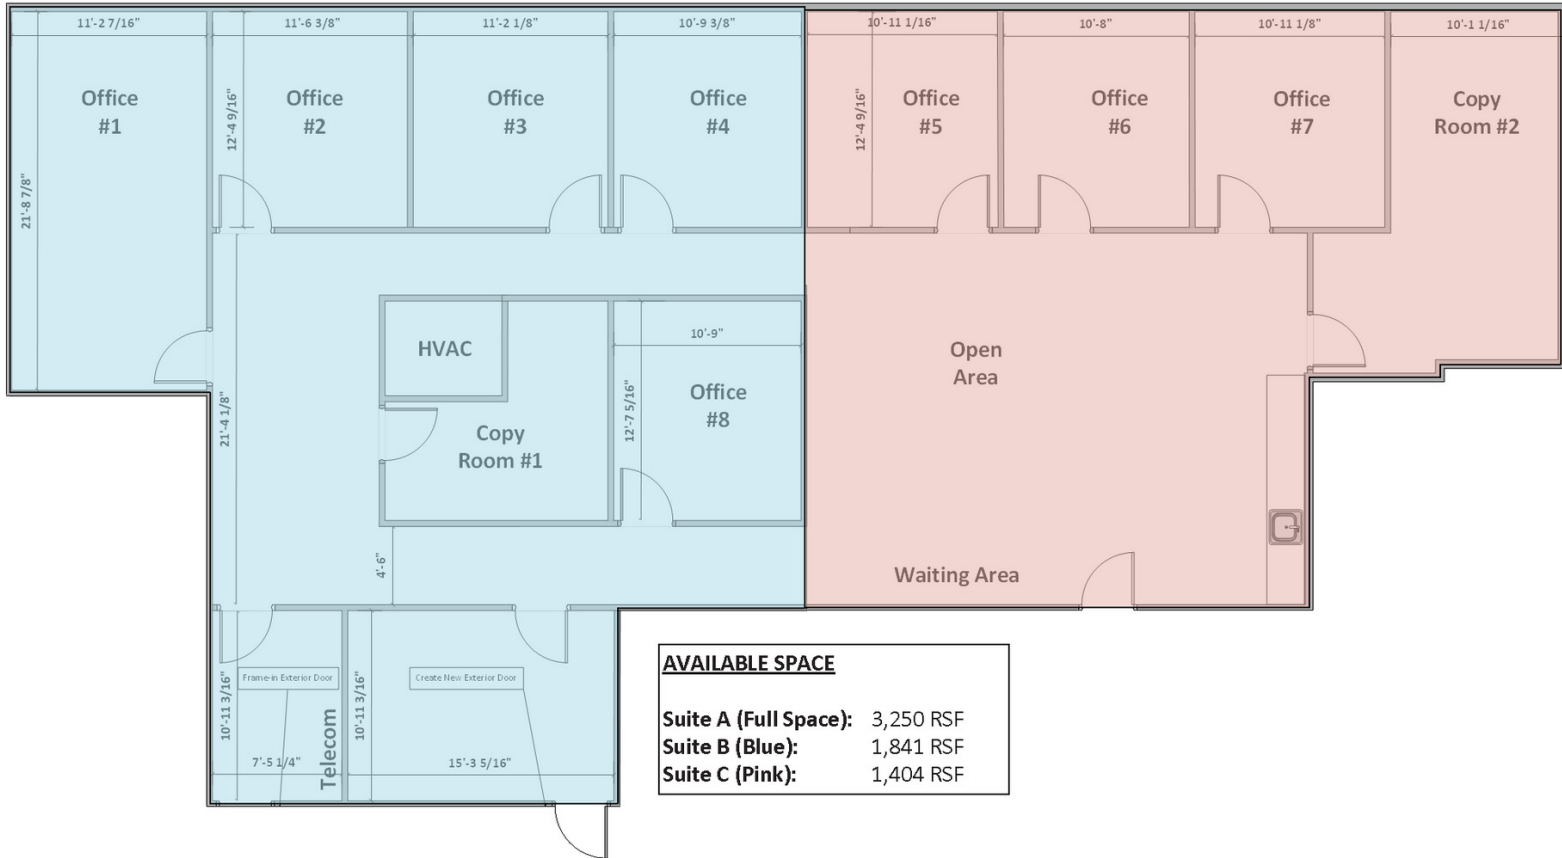 11'-2 7/16"
11'-6 3/8"
11'-2 1/8"
10'-9 3/8"
10'-11 1/16"
10'-8"
10'-11 1/8"
10'-1 1/16"
Office
#1
Office
#2
Office
#3
Office
#4
Office
#5
Office
#6
Office
#7
Copy
Room #2
12'-4 9/16"
12'-4 9/16"
21'-8 7/8"
21'-4 1/8"
HVAC
10'-9"
Open
Area
Office
#8
12'-7 5/16"
Copy
Room #1
4'-6"
Waiting Area
Frame-in Exterior Door
Create New Exterior Door
10'-11 3/16"
Telecom
10'-11 3/16"
7'-5 1/4"
15'-3 5/16"
AVAILABLE SPACE
Suite A (Full Space): 3,250 RSF
Suite B (Blue): 1,841 RSF
Suite C (Pink): 1,404 RSF